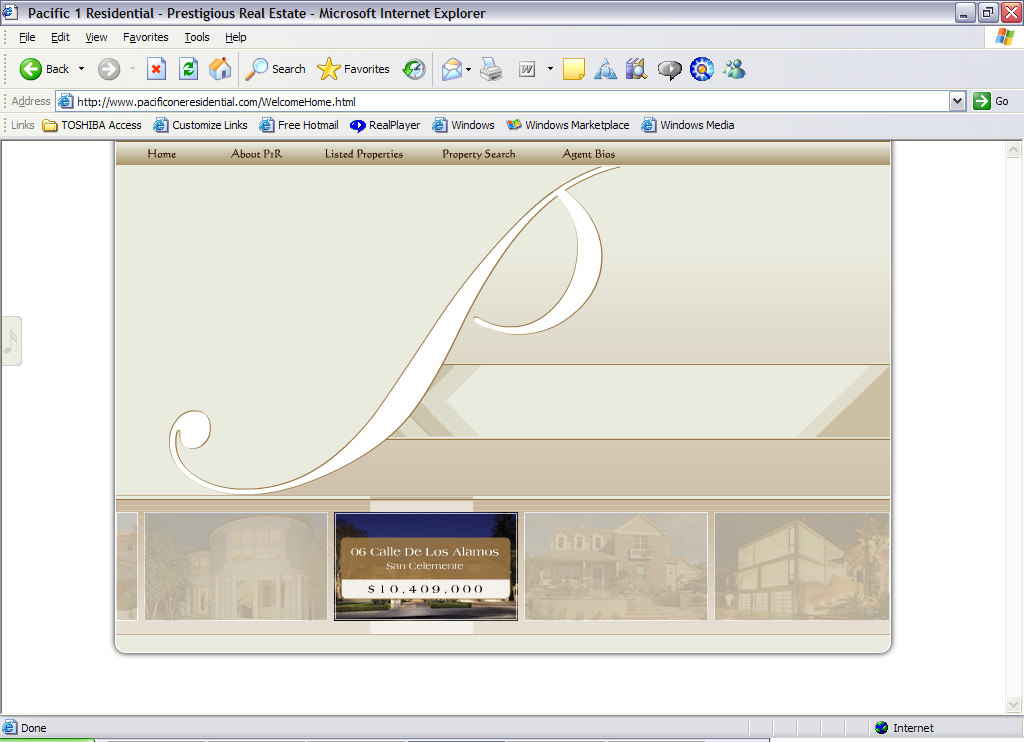 Pacific 1 Residential - Prestigious Real Estate - Microsoft Internet Explorer
File Edit View Favorites Tools Help
Back Search Favorites W
Address http://www.pacificoneresidential.com/WelcomeHome.html Go
Links TOSHIBA Access Customize Links Free Hotmail RealPlayer Windows Windows Marketplace Windows Media
Home About P1R Listed Properties Property Search Agent Bios
06 Calle De Los Alamos
San Celemente
$10,409,000
Done Internet